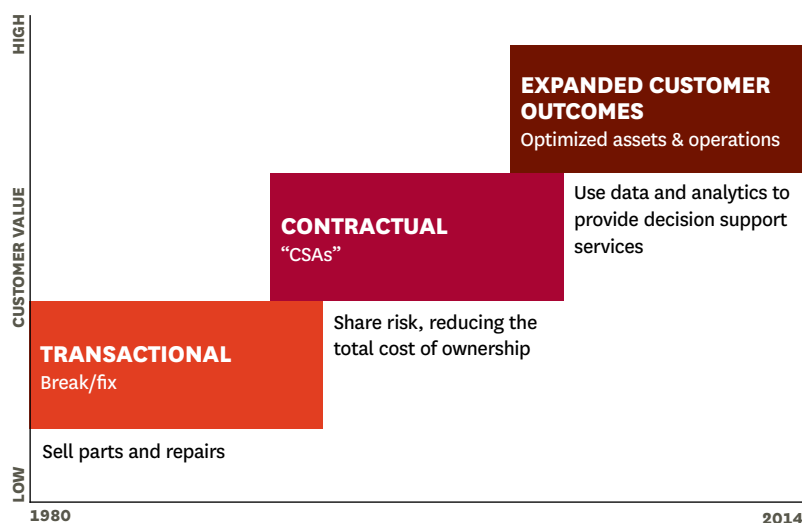 HIGH
EXPANDED CUSTOMER
OUTCOMES
Optimized assets & operations
Use data and analytics to
provide decision support
services
CUSTOMER VALUE
CONTRACTUAL
“CSAs”
Share risk, reducing the
total cost of ownership
TRANSACTIONAL
Break/fix
Sell parts and repairs
LOW
1980
2014